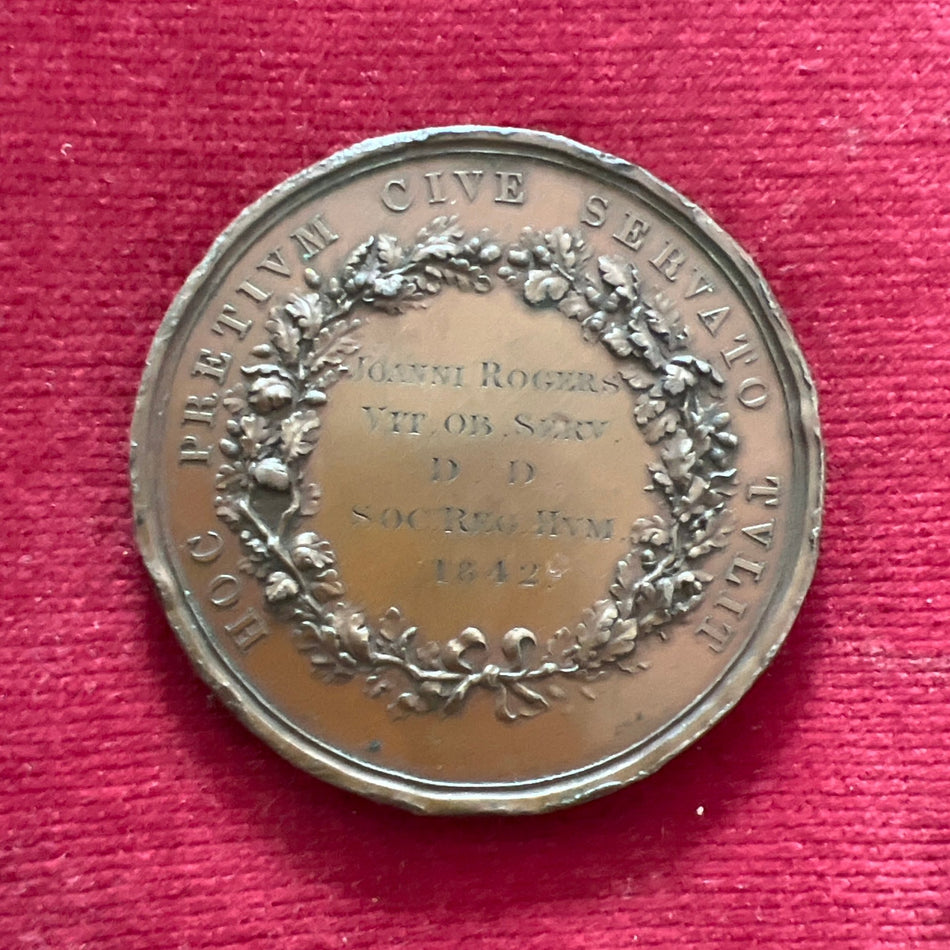 HOC PRETIVM CIVE SERVATO TVLIT
JOANNI ROGERS
VIT. OB. SERV.
D. D
SOC. REG. HVM.
1842.